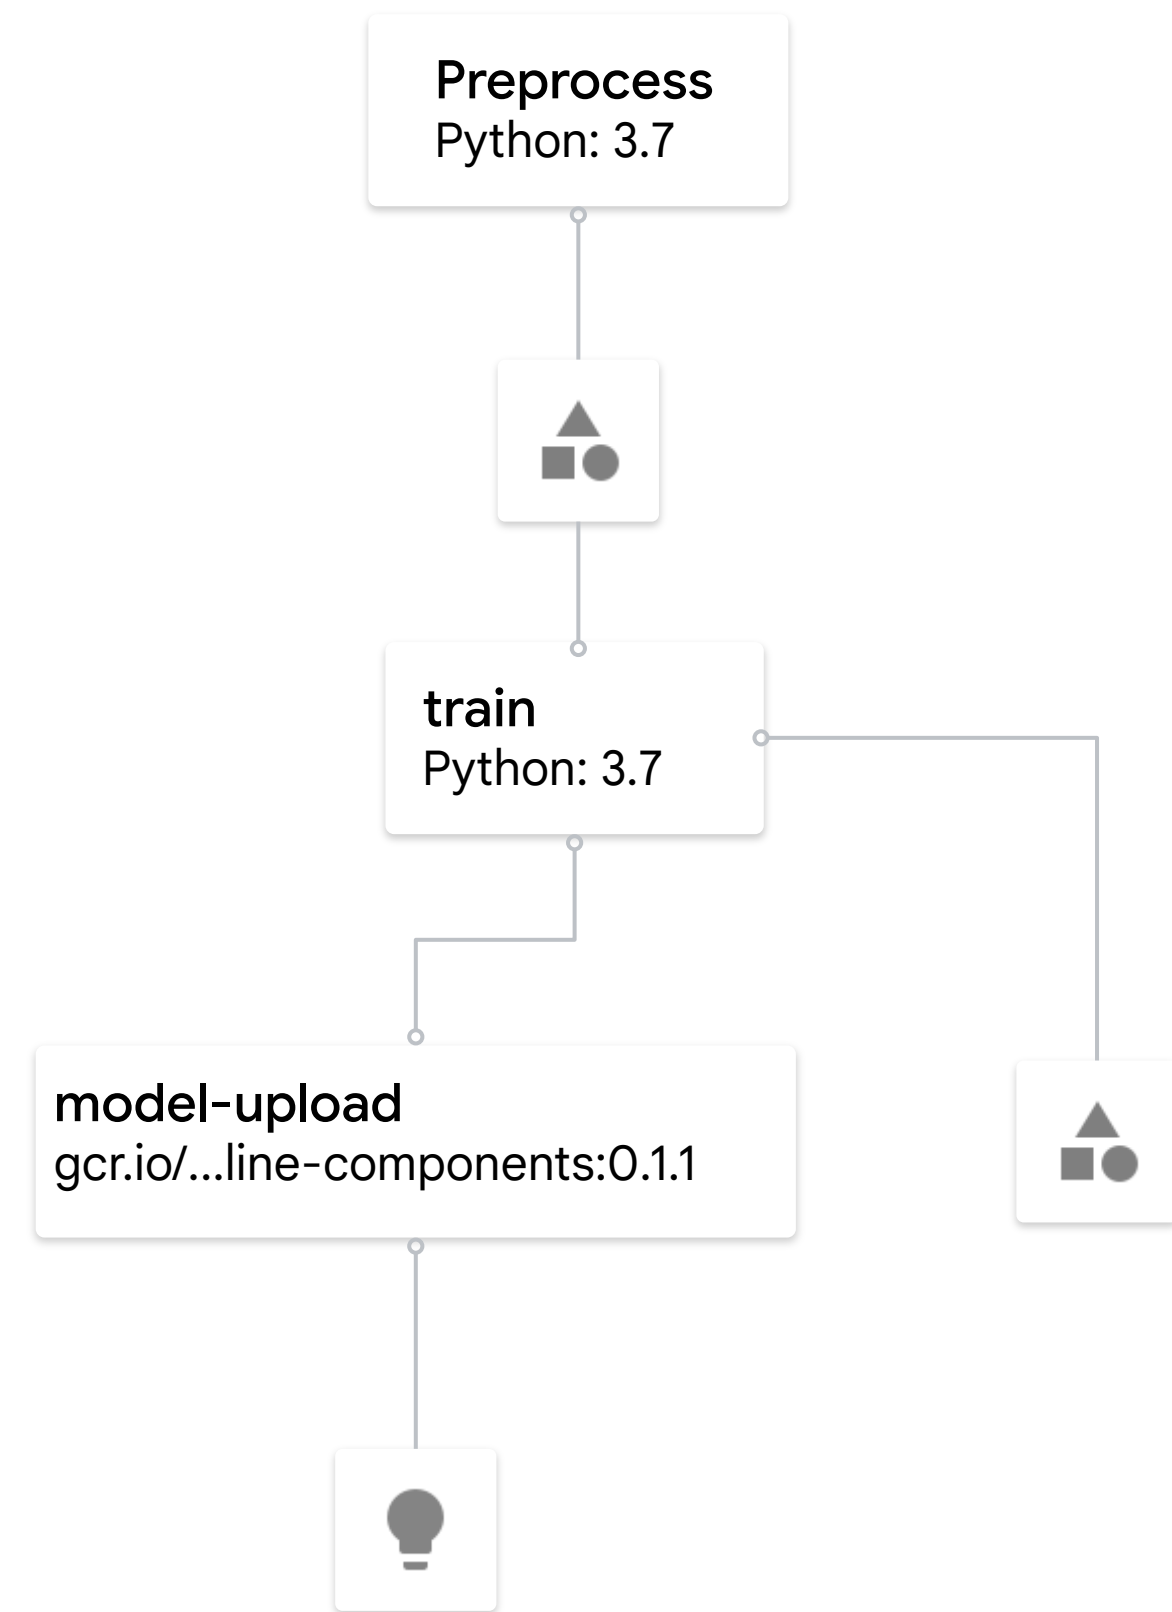 Preprocess
Python: 3.7
train
Python: 3.7
model-upload
gcr.io/...line-components:0.1.1